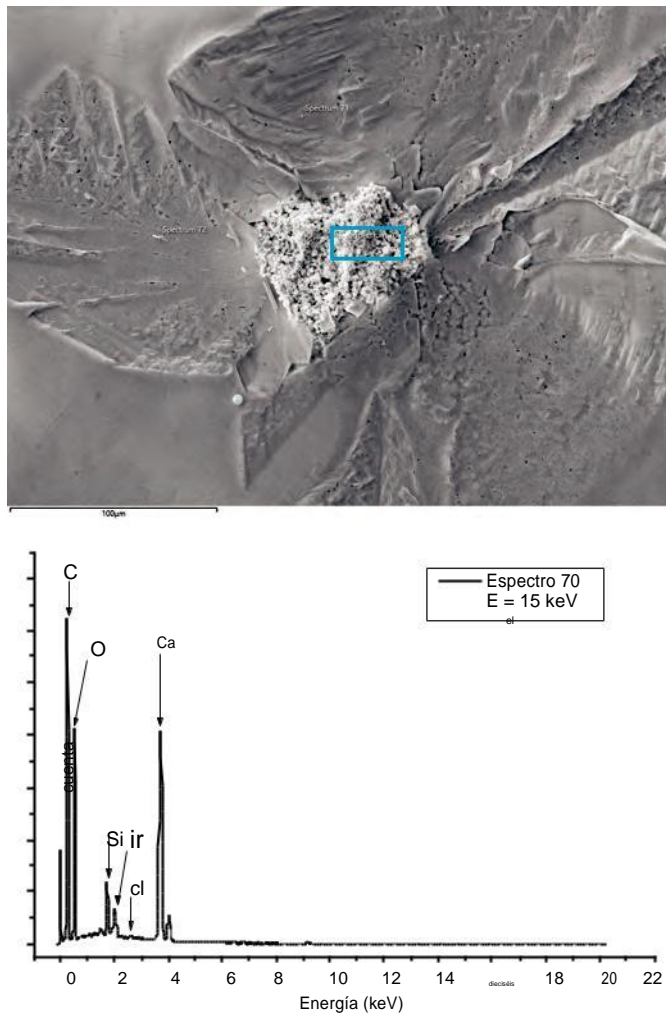 Spectrum 71
Spectrum 72
100µm
C
O
Ca
Si ir
cl
cuenta
Espectro 70
E = 15 keV
el
0 2 4 6 8 10 12 14 dieciséis 18 20 22
Energía (keV)